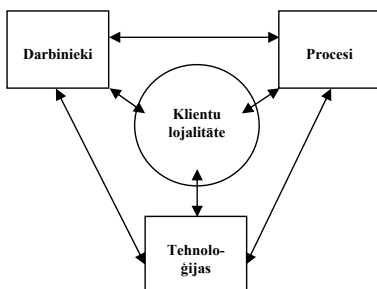 Darbinieki
Procesi
Klientu
lojalitāte
Tehnolo-
ģijas